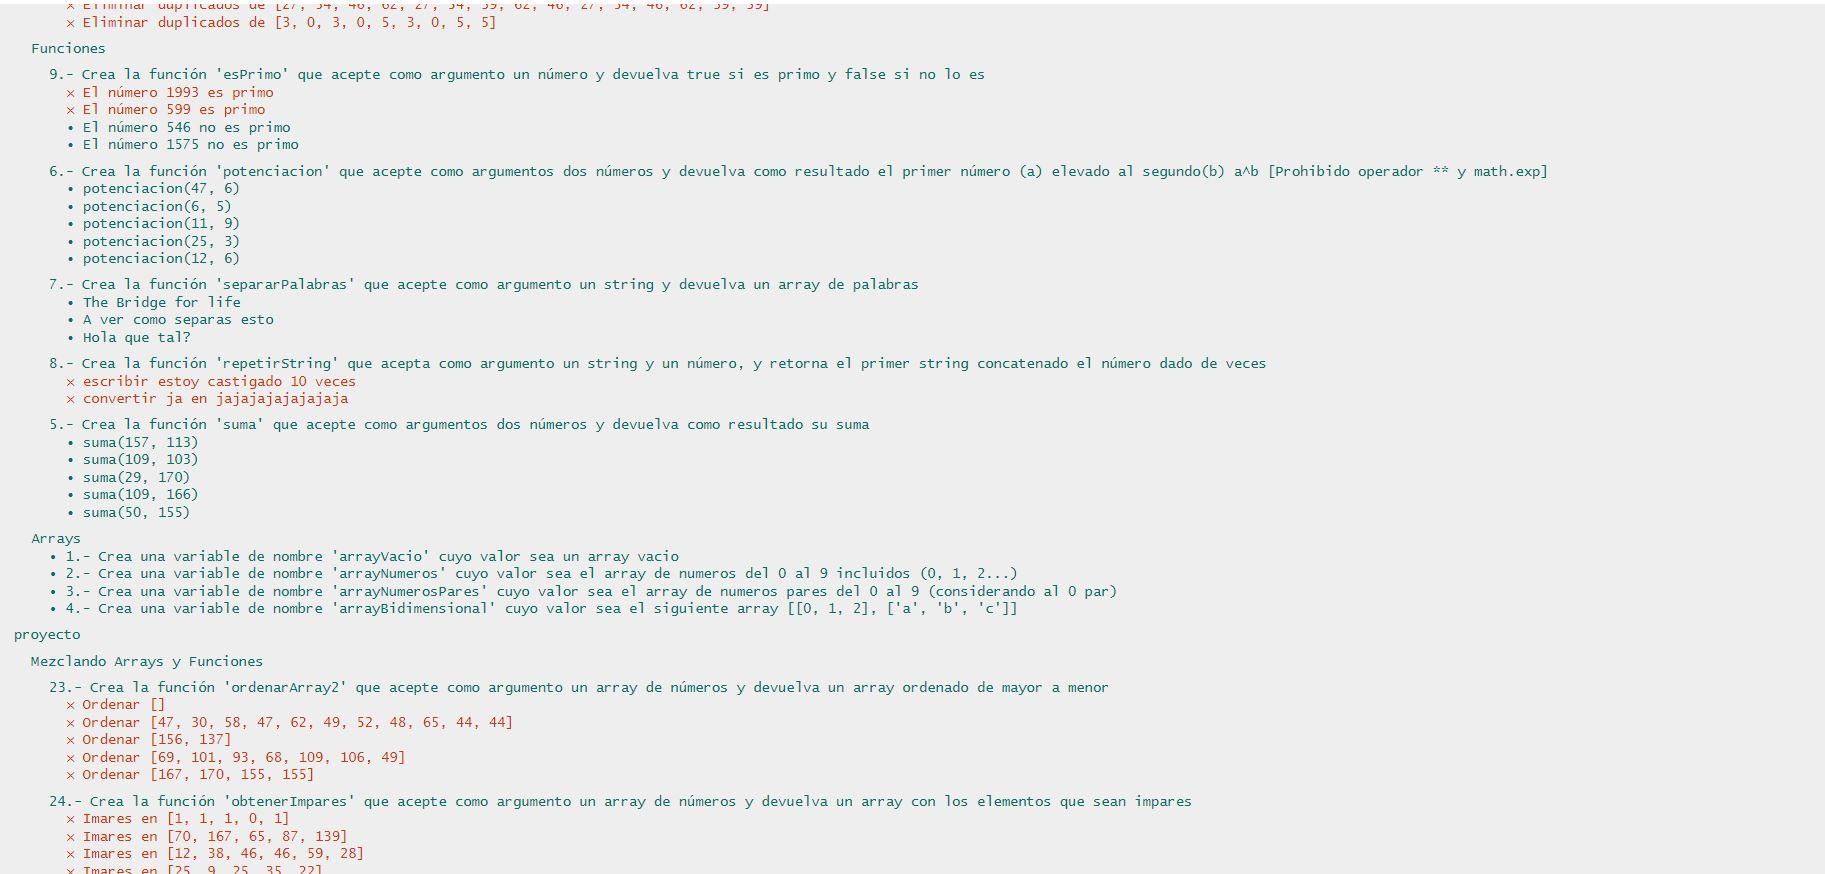 × Eliminar duplicados de [27, 54, 46, 62, 27, 54, 59, 62, 46, 27, 54, 46, 62, 59, 59]
× Eliminar duplicados de [3, 0, 3, 0, 5, 3, 0, 5, 5]
Funciones
9.- Crea la función 'esPrimo' que acepte como argumento un número y devuelva true si es primo y false si no lo es
× El número 1993 es primo
× El número 599 es primo
• El número 546 no es primo
• El número 1575 no es primo
6.- Crea la función 'potenciacion' que acepte como argumentos dos números y devuelva como resultado el primer número (a) elevado al segundo(b) a^b [Prohibido operador ** y math.exp]
• potenciacion(47, 6)
• potenciacion(6, 5)
• potenciacion(11, 9)
• potenciacion(25, 3)
• potenciacion(12, 6)
7.- Crea la función 'separarPalabras' que acepte como argumento un string y devuelva un array de palabras
• The Bridge for life
• A ver como separas esto
• Hola que tal?
8.- Crea la función 'repetirString' que acepta como argumento un string y un número, y retorna el primer string concatenado el número dado de veces
× escribir estoy castigado 10 veces
× convertir ja en jajajajajajajaja
5.- Crea la función 'suma' que acepte como argumentos dos números y devuelva como resultado su suma
• suma(157, 113)
• suma(109, 103)
• suma(29, 170)
• suma(109, 166)
• suma(50, 155)
Arrays
• 1.- Crea una variable de nombre 'arrayVacio' cuyo valor sea un array vacio
• 2.- Crea una variable de nombre 'arrayNumeros' cuyo valor sea el array de numeros del 0 al 9 incluidos (0, 1, 2...)
• 3.- Crea una variable de nombre 'arrayNumerosPares' cuyo valor sea el array de numeros pares del 0 al 9 (considerando al 0 par)
• 4.- Crea una variable de nombre 'arrayBidimensional' cuyo valor sea el siguiente array [[0, 1, 2], ['a', 'b', 'c']]
proyecto
Mezclando Arrays y Funciones
23.- Crea la función 'ordenarArray2' que acepte como argumento un array de números y devuelva un array ordenado de mayor a menor
× Ordenar []
× Ordenar [47, 30, 58, 47, 62, 49, 52, 48, 65, 44, 44]
× Ordenar [156, 137]
× Ordenar [69, 101, 93, 68, 109, 106, 49]
× Ordenar [167, 170, 155, 155]
24.- Crea la función 'obtenerImpares' que acepte como argumento un array de números y devuelva un array con los elementos que sean impares
× Imares en [1, 1, 1, 0, 1]
× Imares en [70, 167, 65, 87, 139]
× Imares en [12, 38, 46, 46, 59, 28]
× Imares en [25, 9, 25, 35, 22]